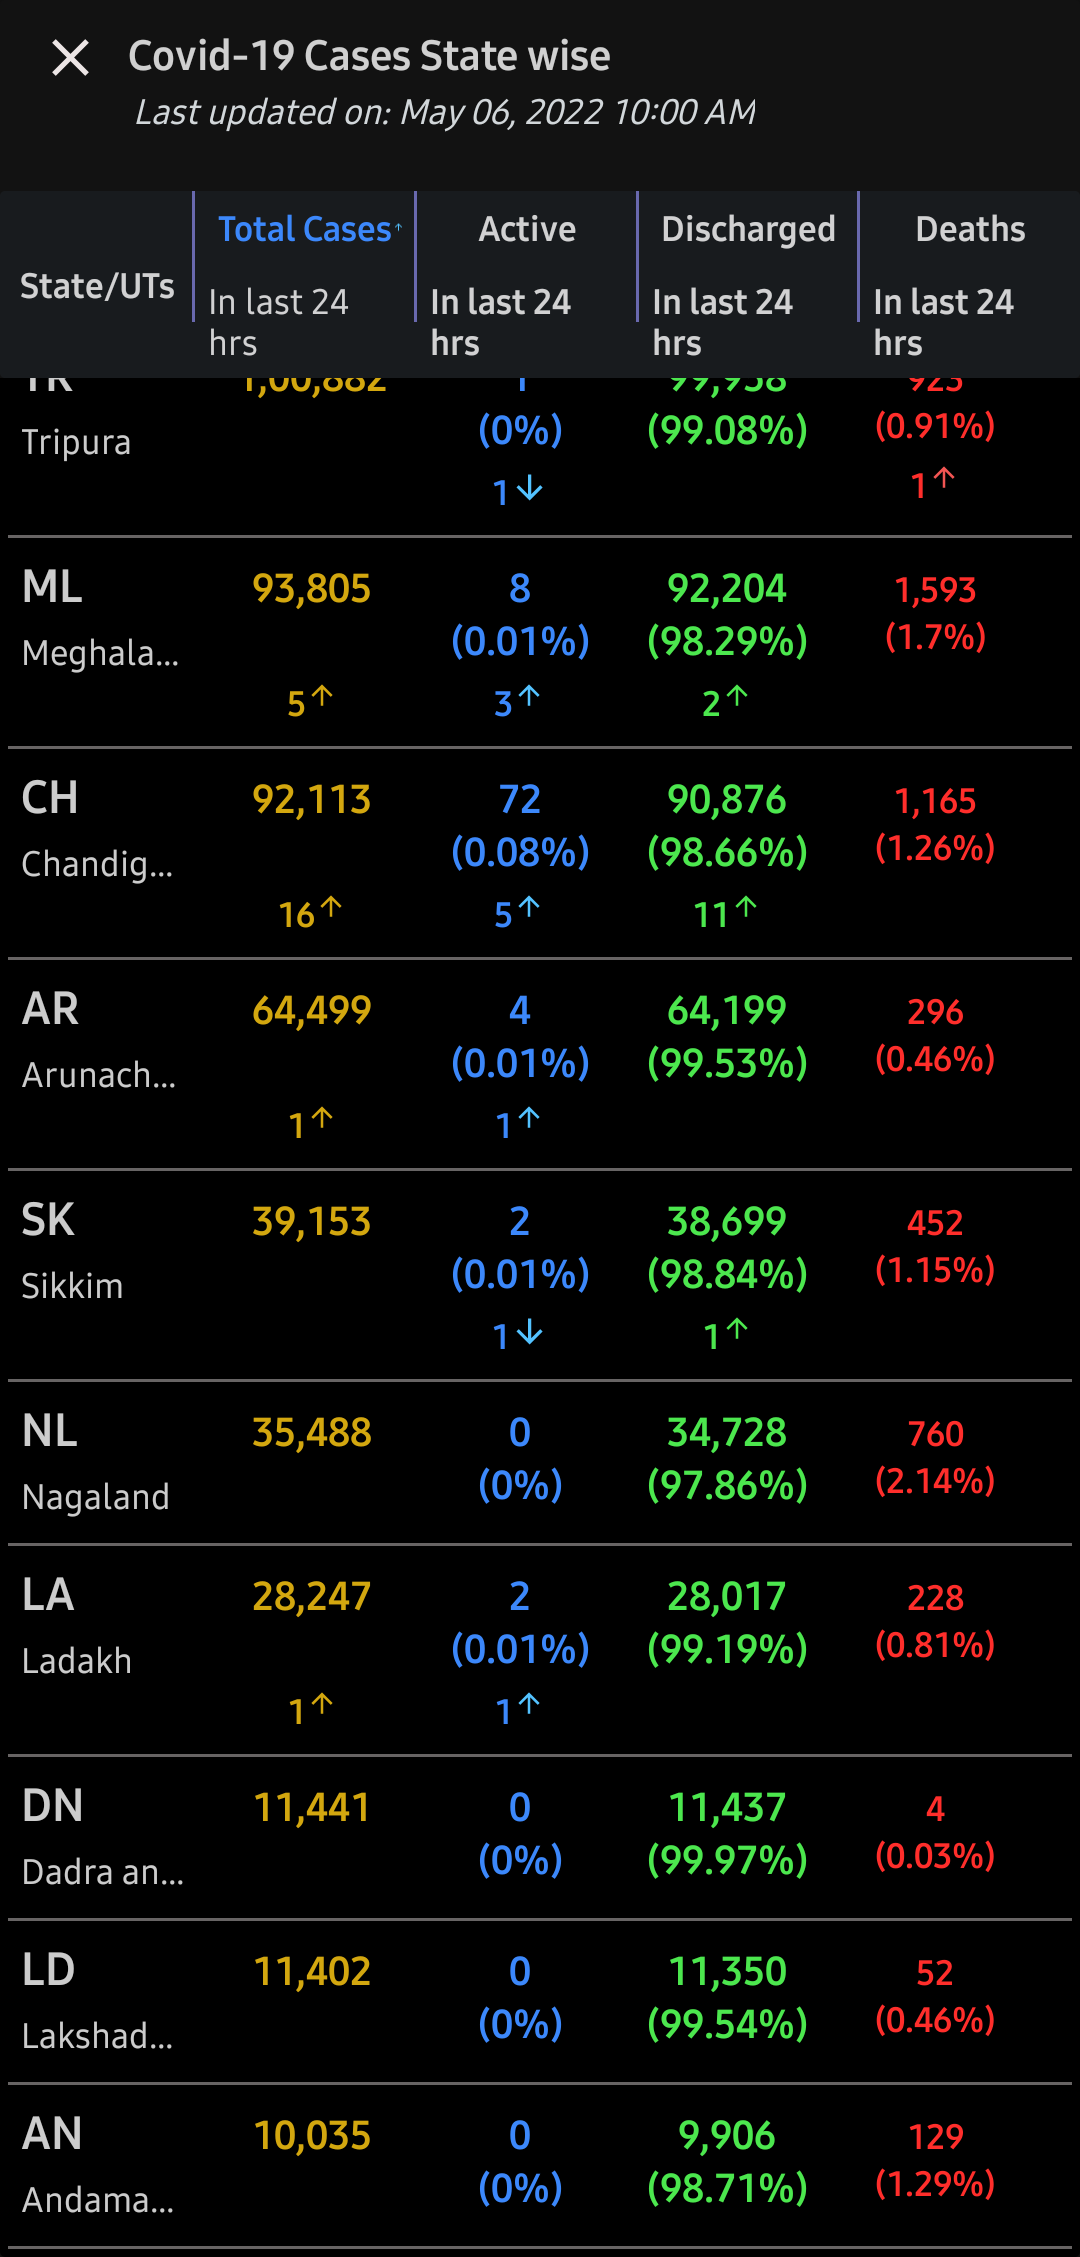 Covid-19 Cases State wise
Last updated on: May 06, 2022 10:00 AM
State/UTs
Total Cases↑
In last 24
hrs
Active
In last 24
hrs
Discharged
In last 24
hrs
Deaths
In last 24
hrs
TR 1,00,882 1 99,958 923
Tripura (0%) (99.08%) (0.91%)
1↓ 1↑
ML 93,805 8 92,204 1,593
Meghala... (0.01%) (98.29%) (1.7%)
5↑ 3↑ 2↑
CH 92,113 72 90,876 1,165
Chandig... (0.08%) (98.66%) (1.26%)
16↑ 5↑ 11↑
AR 64,499 4 64,199 296
Arunach... (0.01%) (99.53%) (0.46%)
1↑ 1↑
SK 39,153 2 38,699 452
Sikkim (0.01%) (98.84%) (1.15%)
1↓ 1↑
NL 35,488 0 34,728 760
Nagaland (0%) (97.86%) (2.14%)
LA 28,247 2 28,017 228
Ladakh (0.01%) (99.19%) (0.81%)
1↑ 1↑
DN 11,441 0 11,437 4
Dadra an... (0%) (99.97%) (0.03%)
LD 11,402 0 11,350 52
Lakshad... (0%) (99.54%) (0.46%)
AN 10,035 0 9,906 129
Andama... (0%) (98.71%) (1.29%)